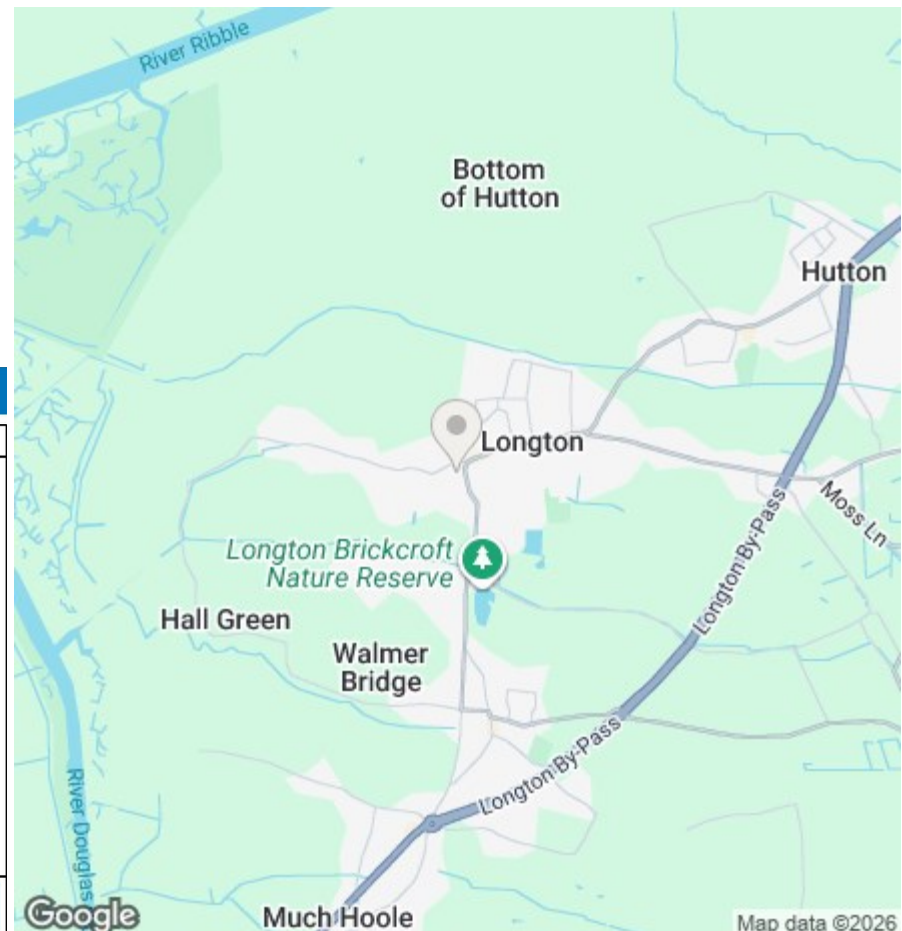 River Ribble
Bottom
of Hutton
Hutton
Longton
Moss Ln
Longton Brickcroft
Nature Reserve
Longton By-Pass
Hall Green
Walmer
Bridge
Longton By-Pass
River Douglas
Much Hoole
Google
Map data ©2026